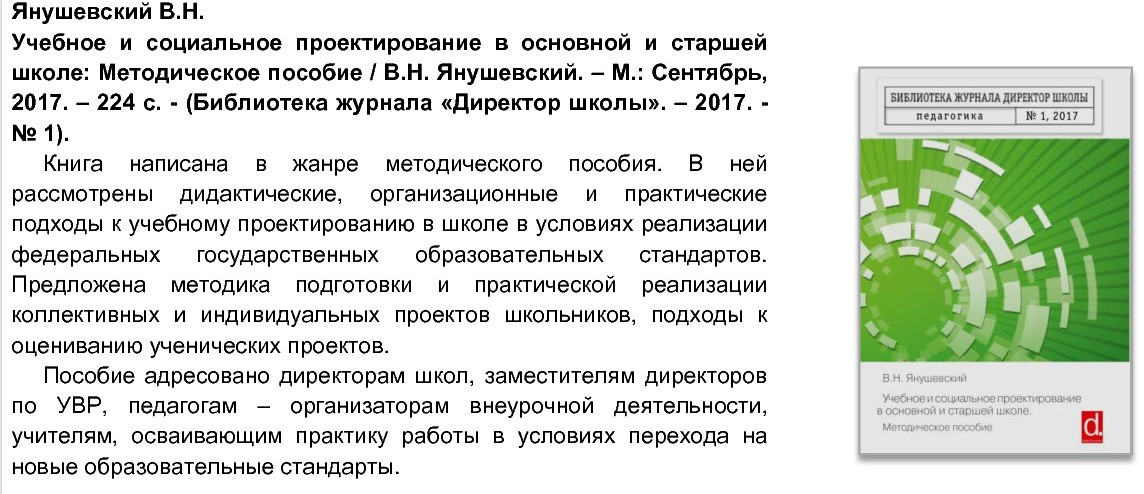 Янушевский В.Н.
Учебное и социальное проектирование в основной и старшей
школе: Методическое пособие / В.Н. Янушевский. – М.: Сентябрь,
2017. – 224 с. - (Библиотека журнала «Директор школы». – 2017. -
№ 1).
Книга написана в жанре методического пособия. В ней
рассмотрены дидактические, организационные и практические
подходы к учебному проектированию в школе в условиях реализации
федеральных государственных образовательных стандартов.
Предложена методика подготовки и практической реализации
коллективных и индивидуальных проектов школьников, подходы к
оцениванию ученических проектов.
Пособие адресовано директорам школ, заместителям директоров
по УВР, педагогам – организаторам внеурочной деятельности,
учителям, осваивающим практику работы в условиях перехода на
новые образовательные стандарты.
БИБЛИОТЕКА ЖУРНАЛА ДИРЕКТОР ШКОЛЫ
педагогика № 1, 2017
В.Н. Янушевский
Учебное и социальное проектирование
в основной и старшей школе.
Методическое пособие
d.